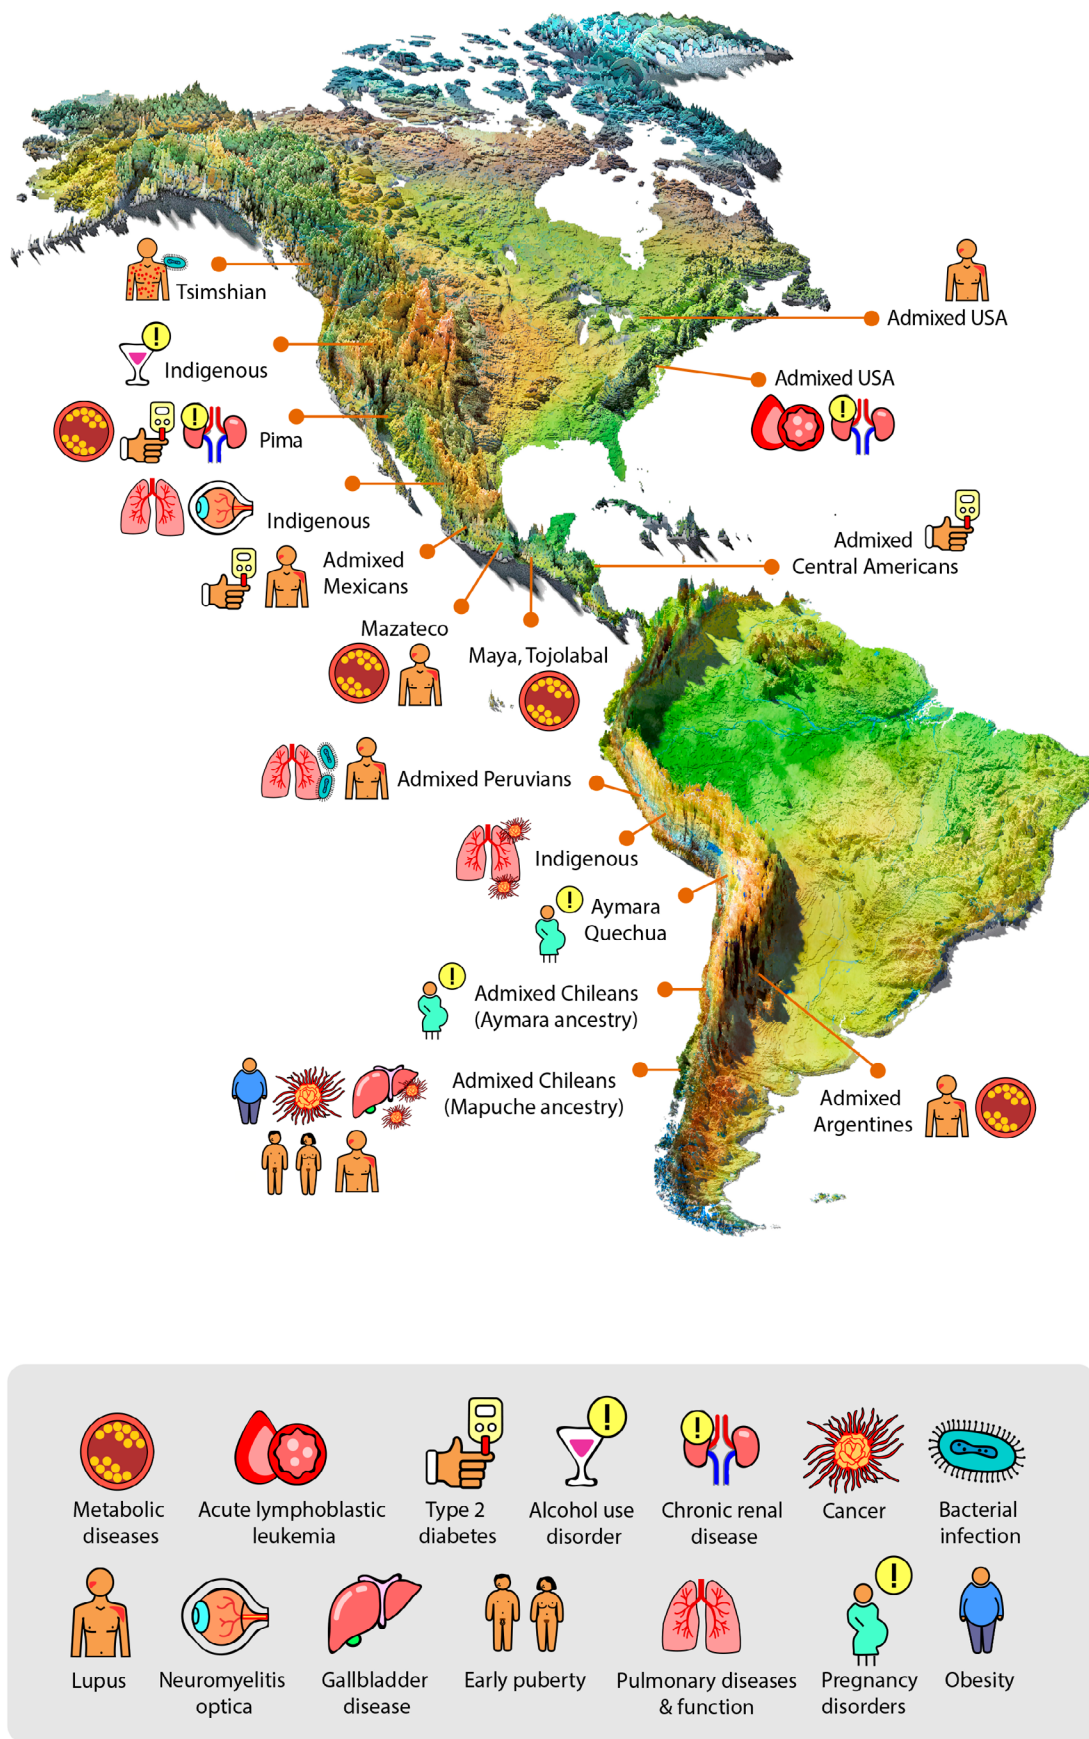 Tsimshian
Admixed USA
Indigenous
Admixed USA
Pima
Indigenous
Admixed
Mexicans
Admixed
Central Americans
Mazateco
Maya, Tojolabal
Admixed Peruvians
Indigenous
Aymara
Quechua
Admixed Chileans
(Aymara ancestry)
Admixed Chileans
(Mapuche ancestry)
Admixed
Argentines
Metabolic
diseases
Acute lymphoblastic
leukemia
Type 2
diabetes
Alcohol use
disorder
Chronic renal
disease
Cancer
Bacterial
infection
Lupus
Neuromyelitis
optica
Gallbladder
disease
Early puberty
Pulmonary diseases
& function
Pregnancy
disorders
Obesity